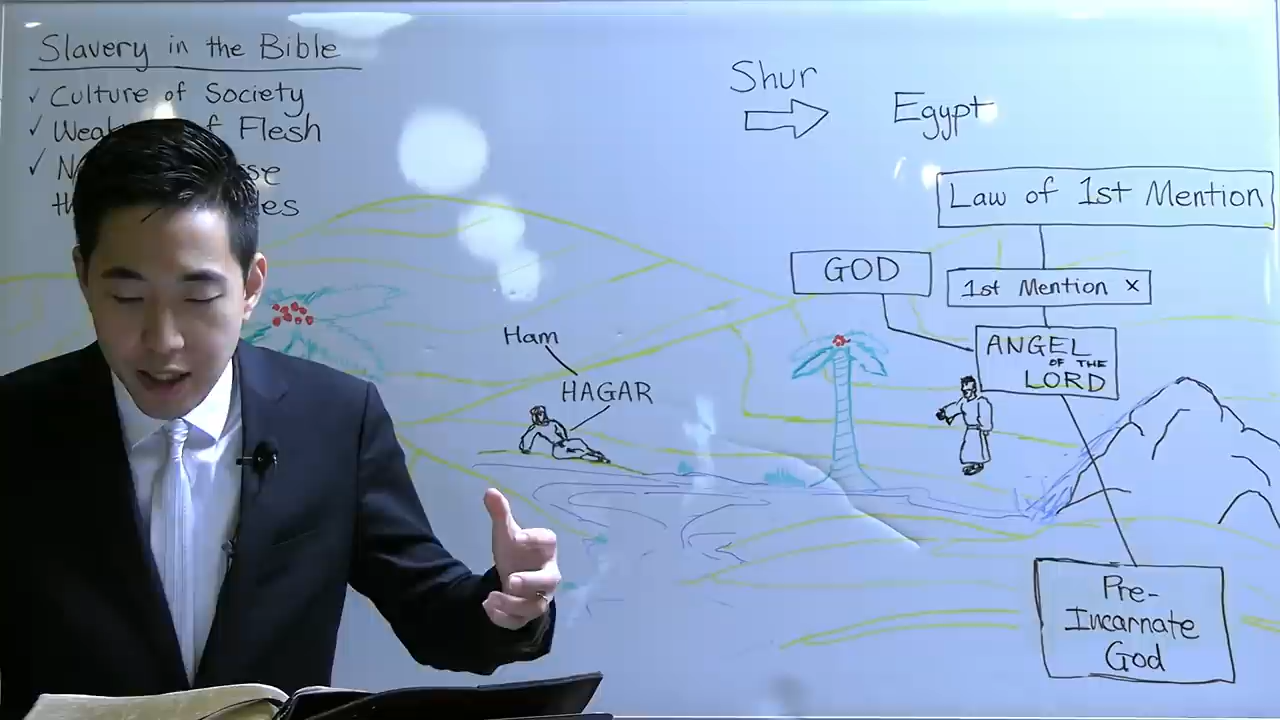 Slavery in the Bible
✓ Culture of Society
✓ Flesh
✓
Shur
Egypt
Law of 1st Mention
GOD
1st Mention x
ANGEL
OF THE
LORD
Ham
HAGAR
Pre-
Incarnate
God